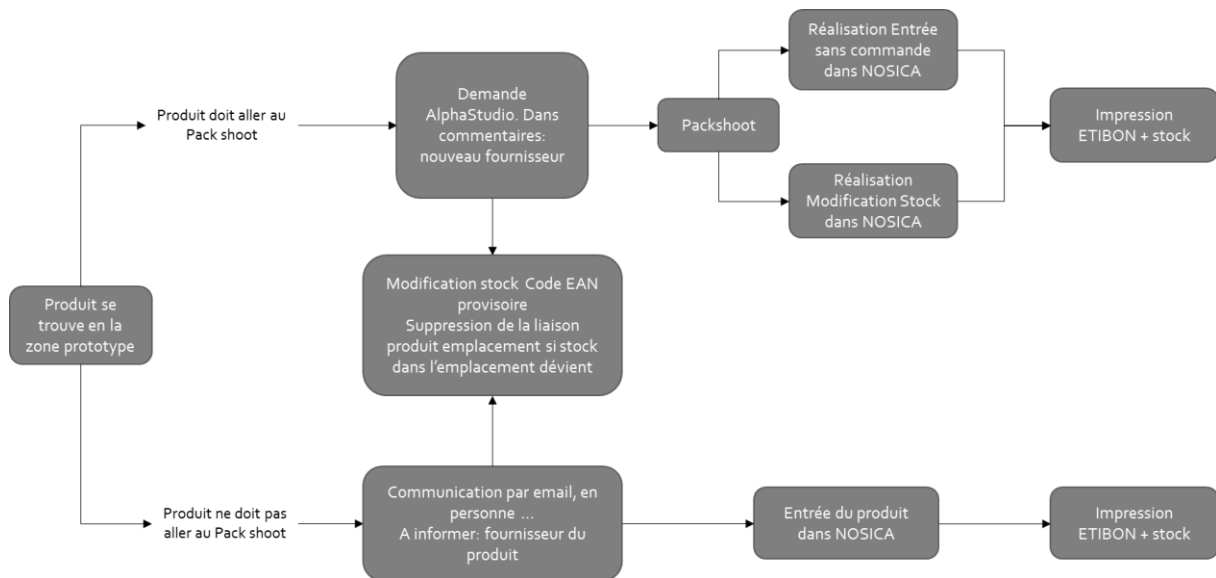 Produit se
trouve en la
zone prototype
Produit doit aller au
Pack shoot
Demande
AlphaStudio. Dans
commentaires:
nouveau fournisseur
Packshoot
Réalisation Entrée
sans commande
dans NOSICA
Réalisation
Modification Stock
dans NOSICA
Impression
ETIBON + stock
Modification stock Code EAN
provisoire
Suppression de la liaison
produit emplacement si stock
dans l'emplacement dévient
Produit ne doit pas
aller au Pack shoot
Communication par email, en
personne ...
A informer: fournisseur du
produit
Entrée du produit
dans NOSICA
Impression
ETIBON + stock